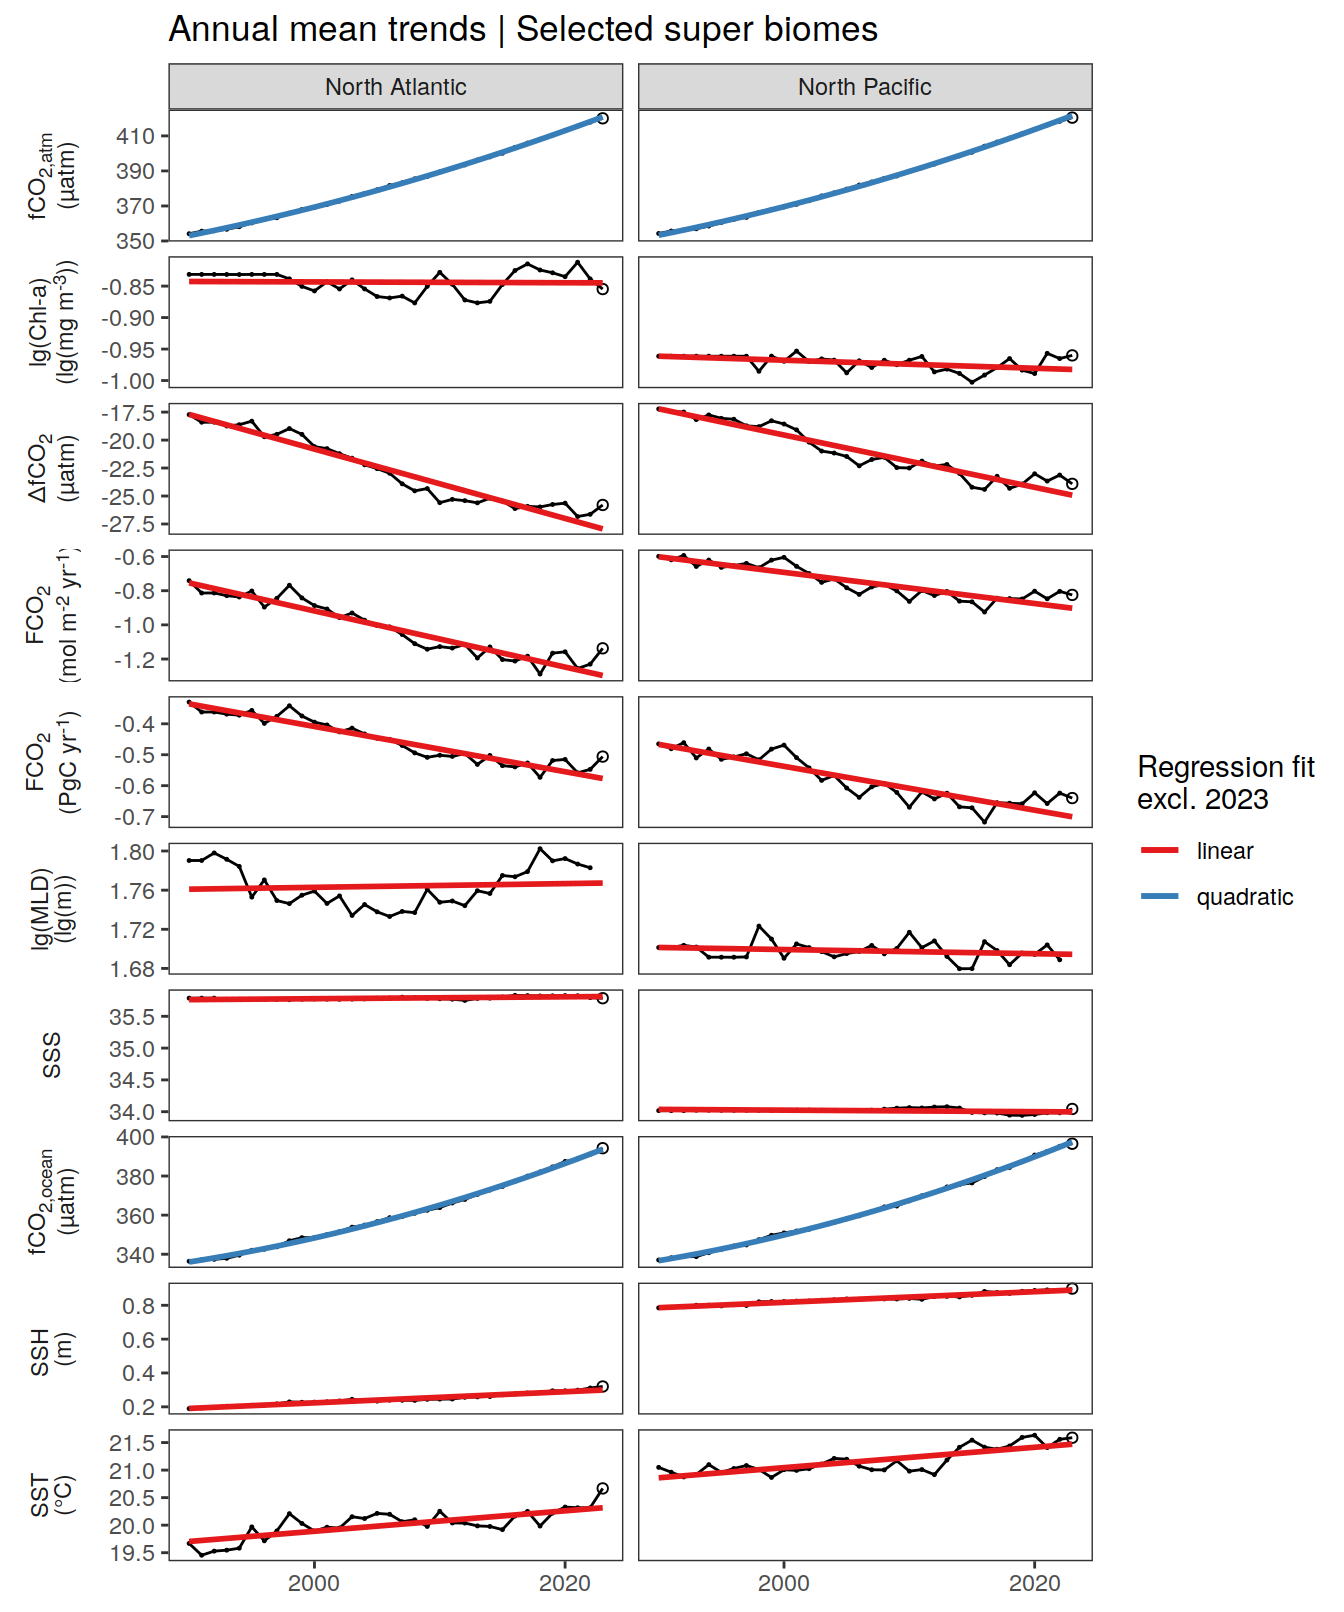 Annual mean trends | Selected super biomes
North Atlantic
North Pacific
fCO2,atm
(µatm)
410
390
370
350
lg(Chl-a)
(lg(mg m-3))
-0.85
-0.90
-0.95
-1.00
ΔfCO2
(µatm)
-17.5
-20.0
-22.5
-25.0
-27.5
FCO2
(mol m-2 yr-1)
-0.6
-0.8
-1.0
-1.2
FCO2
(PgC yr-1)
-0.4
-0.5
-0.6
-0.7
lg(MLD)
(lg(m))
1.80
1.76
1.72
1.68
SSS
35.5
35.0
34.5
34.0
fCO2,ocean
(µatm)
400
380
360
340
SSH
(m)
0.8
0.6
0.4
0.2
SST
(°C)
21.5
21.0
20.5
20.0
19.5
2000
2020
2000
2020
Regression fit
excl. 2023
linear
quadratic